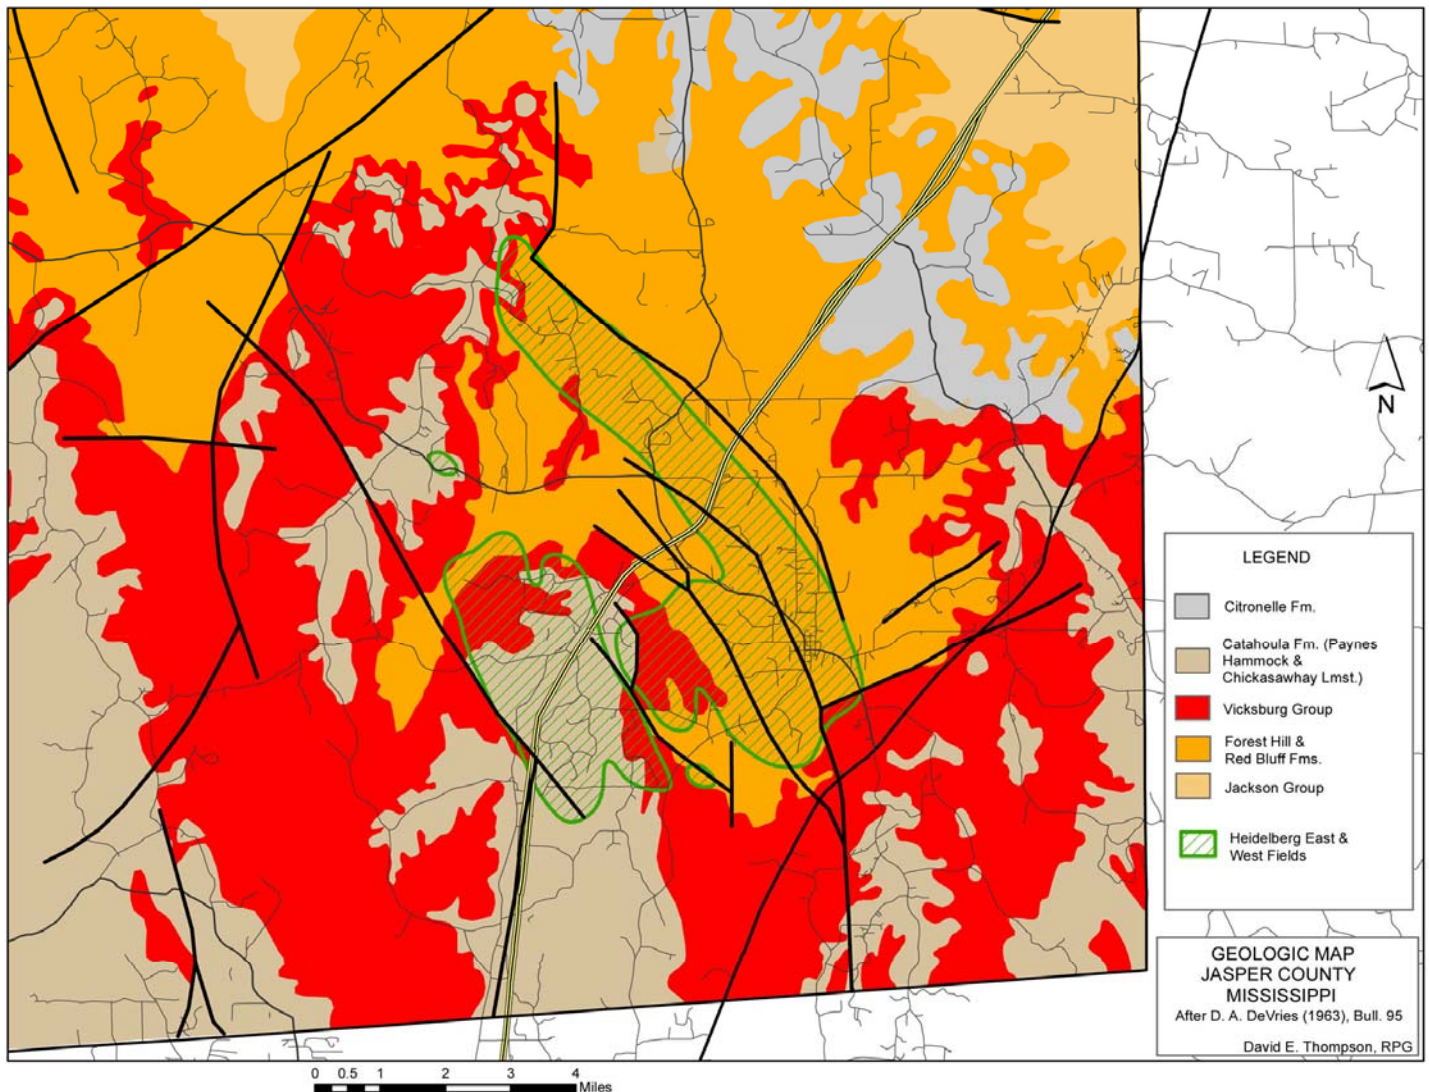 N
LEGEND
Citronelle Fm.
Catahoula Fm. (Paynes
Hammock &
Chickasawhay Lmst.)
Vicksburg Group
Forest Hill &
Red Bluff Fms.
Jackson Group
Heidelberg East &
West Fields
GEOLOGIC MAP
JASPER COUNTY
MISSISSIPPI
After D. A. DeVries (1963), Bull. 95
David E. Thompson, RPG
0 0.5 1 2 3 4
Miles